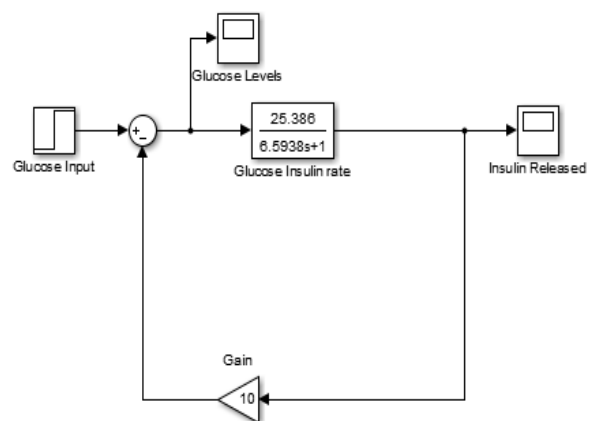 Glucose Levels
+
-
25.386
6.5938s+1
Glucose Input
Glucose Insulin rate
Insulin Released
Gain
10